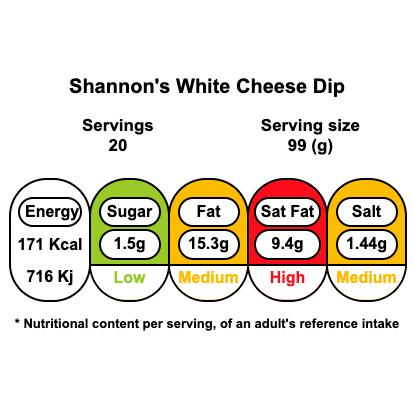 Shannon's White Cheese Dip
Servings
20
Serving size
99 (g)
Energy
171 Kcal
716 Kj
Sugar
1.5g
Low
Fat
15.3g
Medium
Sat Fat
9.4g
High
Salt
1.44g
Medium
* Nutritional content per serving, of an adult's reference intake